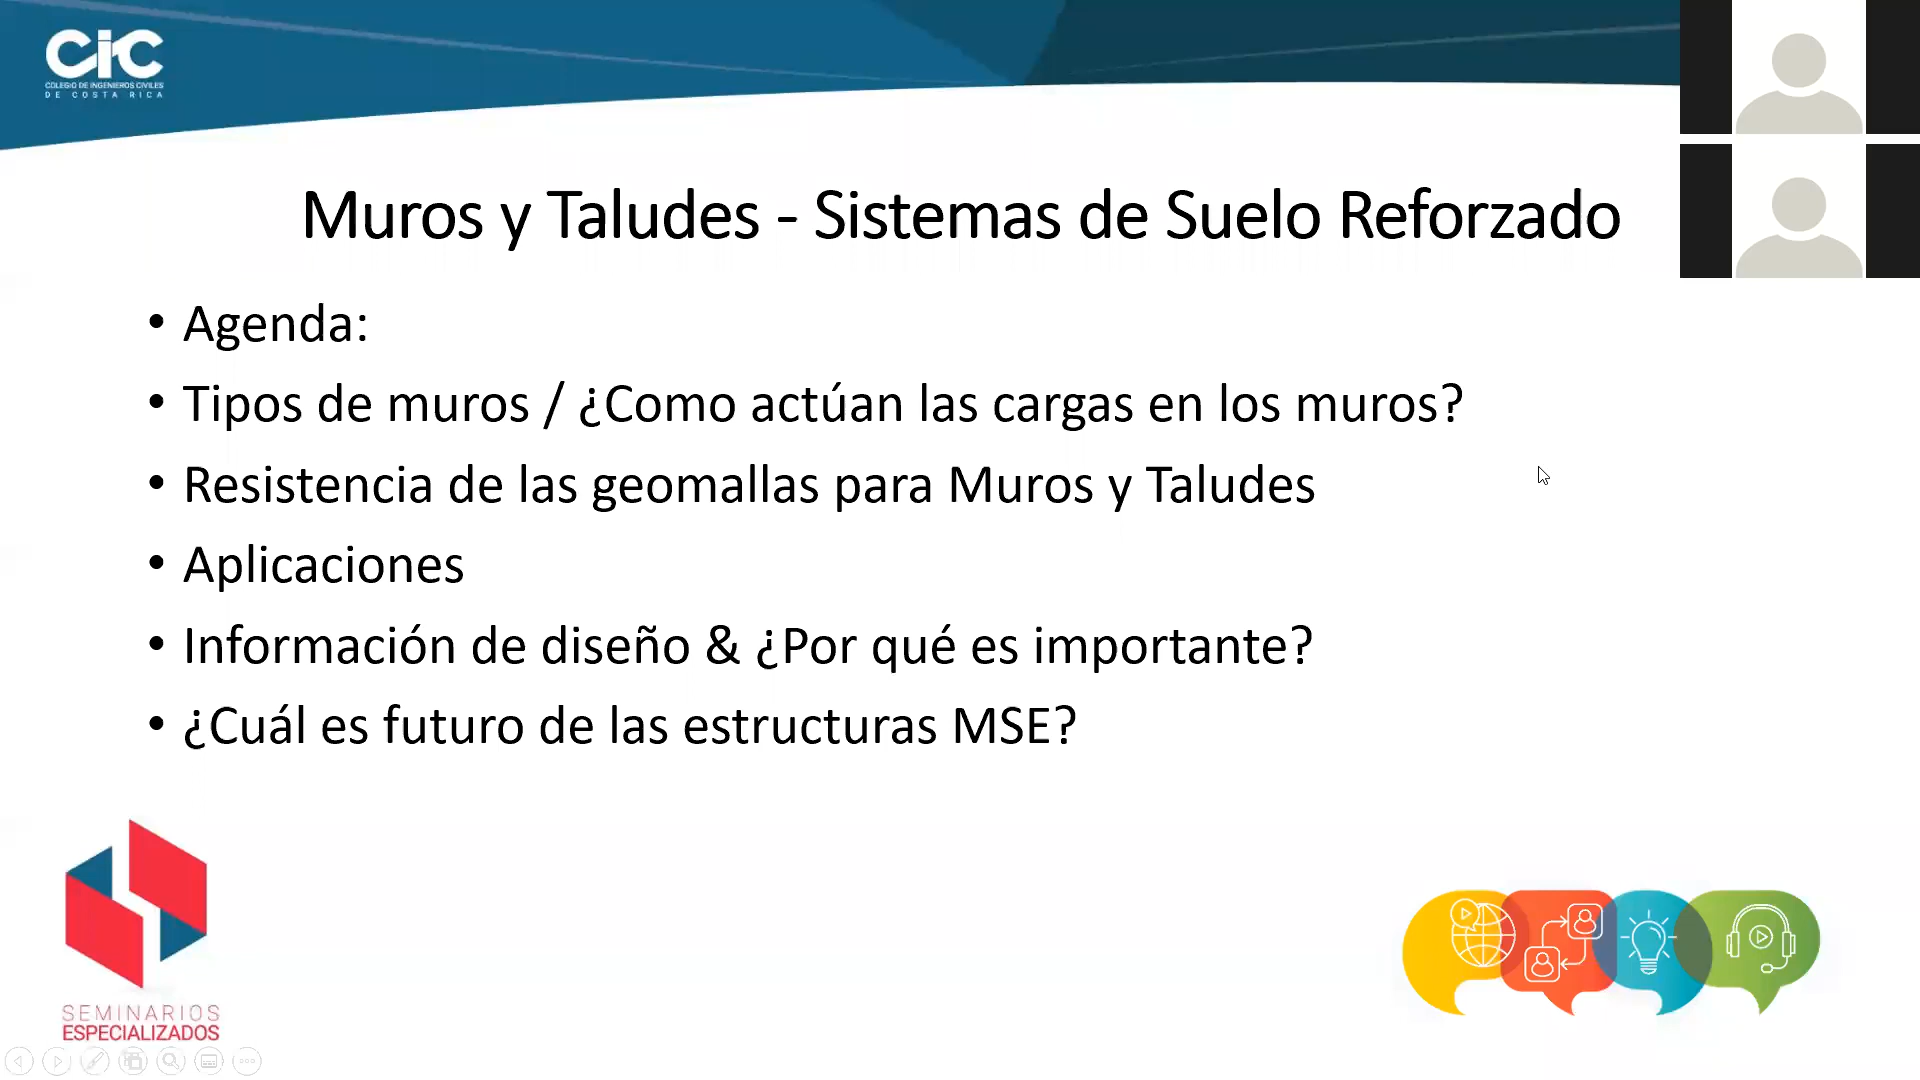 CiC
COLEGIO DE INGENIEROS CIVILES
DE COSTA RICA
Muros y Taludes - Sistemas de Suelo Reforzado
• Agenda:
• Tipos de muros / ¿Como actúan las cargas en los muros?
• Resistencia de las geomallas para Muros y Taludes
• Aplicaciones
• Información de diseño & ¿Por qué es importante?
• ¿Cuál es futuro de las estructuras MSE?
SEMINARIOS
ESPECIALIZADOS